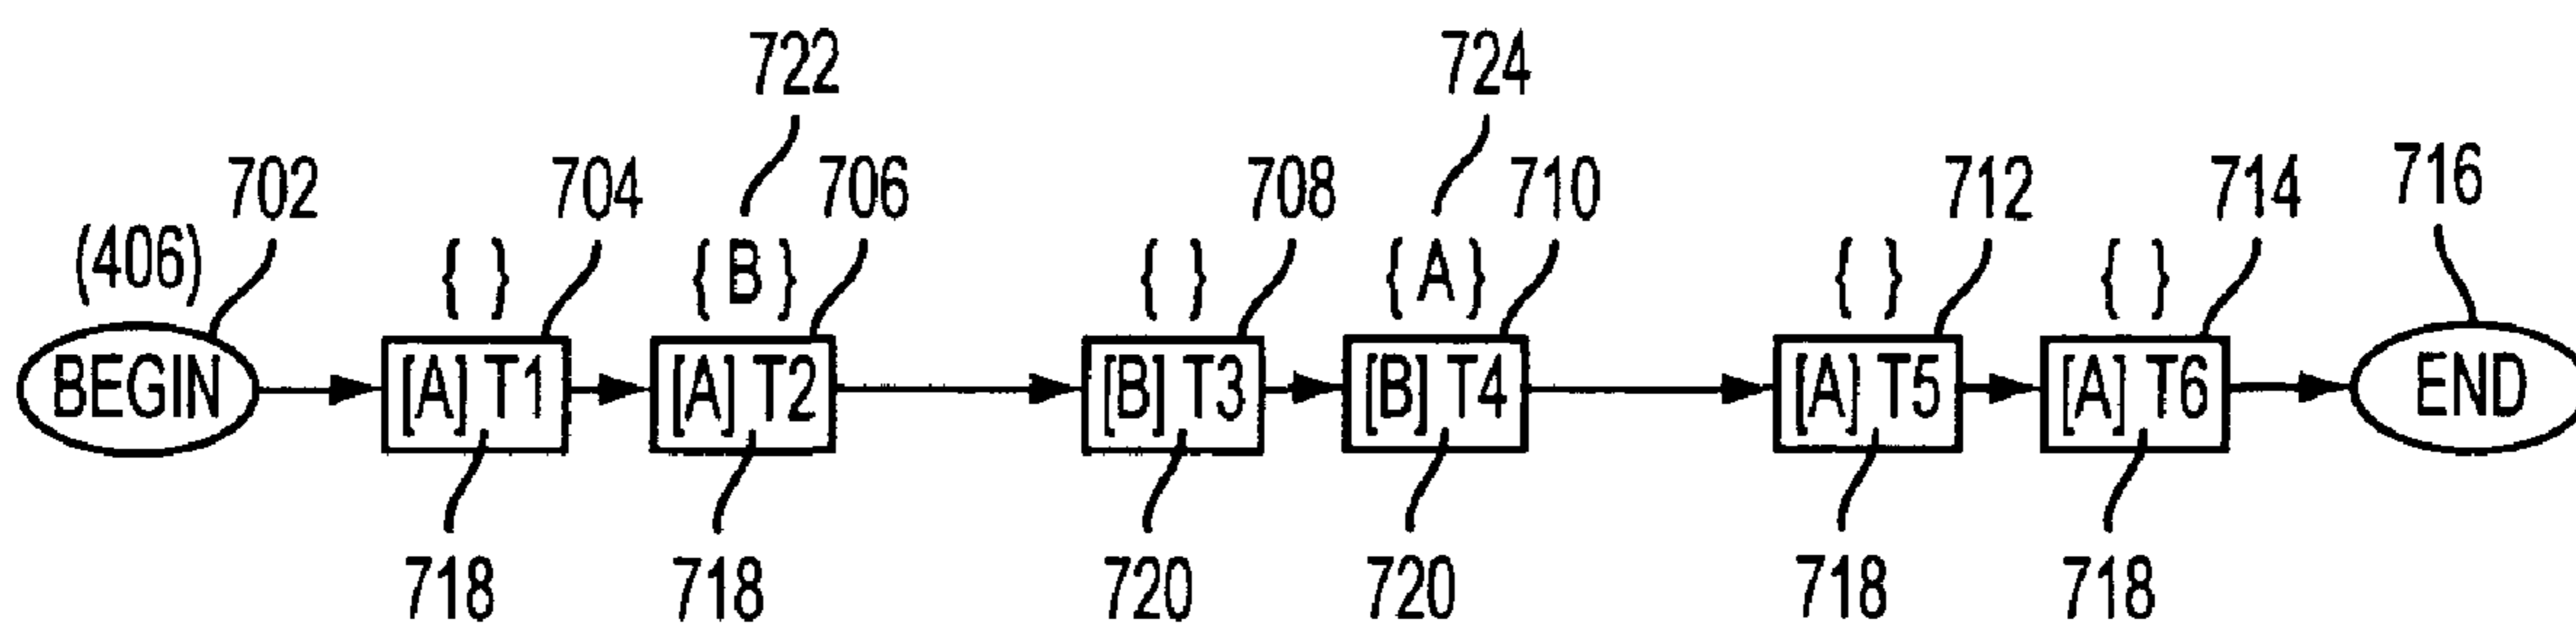 722 724
702 704 706 708 710 712 714 716
(406) { } { B } { } { A } { } { }
BEGIN [A] T1 [A] T2 [B] T3 [B] T4 [A] T5 [A] T6 END
718 718 720 720 718 718